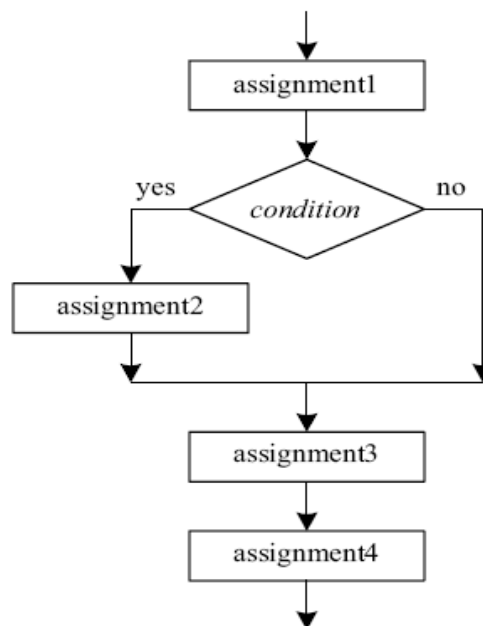 assignment1
yes
no
condition
assignment2
assignment3
assignment4